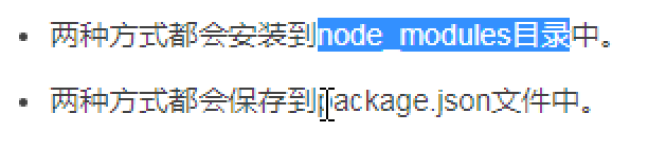 • 两种方式都会安装到node_modules目录中。
• 两种方式都会保存到package.json文件中。